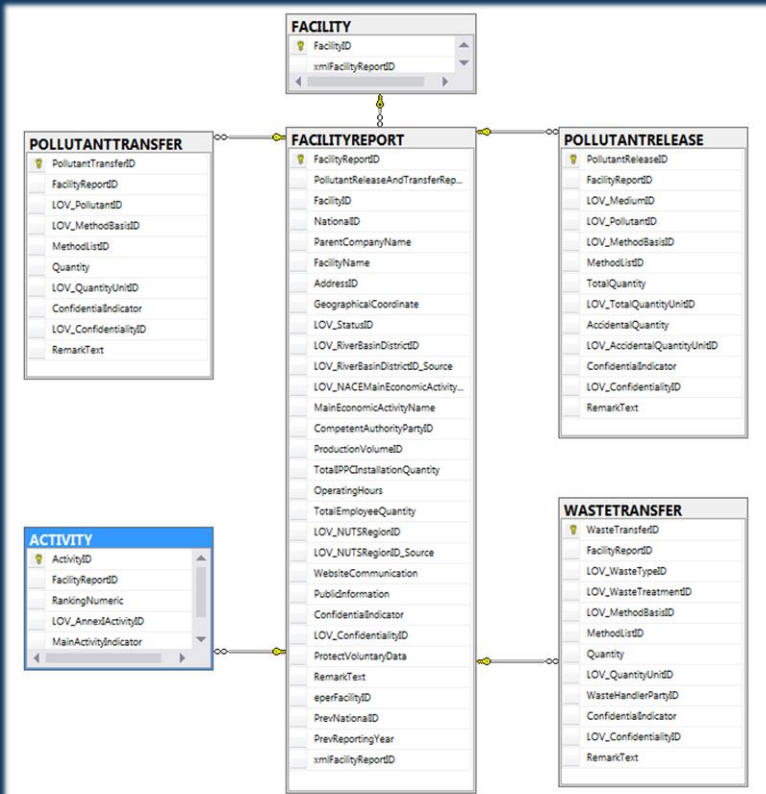 FACILITY
FacilityID
xmlFacilityReportID
POLLUTANTTRANSFER
PollutantTransferID
FacilityReportID
LOV_PollutantID
LOV_MethodBasisID
MethodListID
Quantity
LOV_QuantityUnitID
ConfidentialIndicator
LOV_ConfidentialityID
RemarkText
FACILITYREPORT
FacilityReportID
PollutantReleaseAndTransferRep...
FacilityID
NationalID
ParentCompanyName
FacilityName
AddressID
GeographicalCoordinate
LOV_StatusID
LOV_RiverBasinDistrictID
LOV_RiverBasinDistrictID_Source
LOV_NACEMainEconomicActivity...
MainEconomicActivityName
CompetentAuthorityPartyID
ProductionVolumeID
TotalIPPCInstallationQuantity
OperatingHours
TotalEmployeeQuantity
LOV_NUTSRegionID
LOV_NUTSRegionID_Source
WebsiteCommunication
PublicInformation
ConfidentialIndicator
LOV_ConfidentialityID
ProtectVoluntaryData
RemarkText
eperFacilityID
PrevNationalID
PrevReportingYear
xmlFacilityReportID
POLLUTANTRELEASE
PollutantReleaseID
FacilityReportID
LOV_MediumID
LOV_PollutantID
LOV_MethodBasisID
MethodListID
TotalQuantity
LOV_TotalQuantityUnitID
AccidentalQuantity
LOV_AccidentalQuantityUnitID
ConfidentialIndicator
LOV_ConfidentialityID
RemarkText
ACTIVITY
ActivityID
FacilityReportID
RankingNumeric
LOV_AnnexIActivityID
MainActivityIndicator
WASTETRANSFER
WasteTransferID
FacilityReportID
LOV_WasteTypeID
LOV_WasteTreatmentID
LOV_MethodBasisID
MethodListID
Quantity
LOV_QuantityUnitID
WasteHandlerPartyID
ConfidentialIndicator
LOV_ConfidentialityID
RemarkText